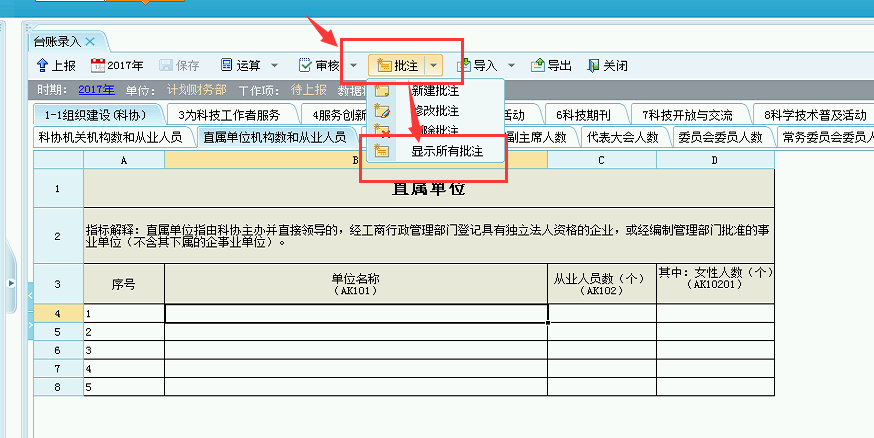 台账录入
上报 2017年 保存 运算 审核 批注 导入 导出 关闭
时期: 2017年 单位: 计划财务部 工作项: 待上报 数据
新建批注
修改批注
删除批注
显示所有批注
1-1组织建设(科协) 3为科技工作者服务 4服务创新 活动 6科技期刊 7科技开放与交流 8科学技术普及活动
科协机关机构数和从业人员 直属单位机构数和从业人员 副主席人数 代表大会人数 委员会委员人数 常务委员会委员人
A B C D
1 直属单位
2 指标解释: 直属单位指由科协主办并直接领导的, 经工商行政管理部门登记具有独立法人资格的企业, 或经编制管理部门批准的事
业单位(不含其下属的企事业单位)。
3 序号 单位名称 从业人员数(个) 其中: 女性人数(个)
(AK101) (AK102) (AK10201)
4 1
5 2
6 3
7 4
8 5